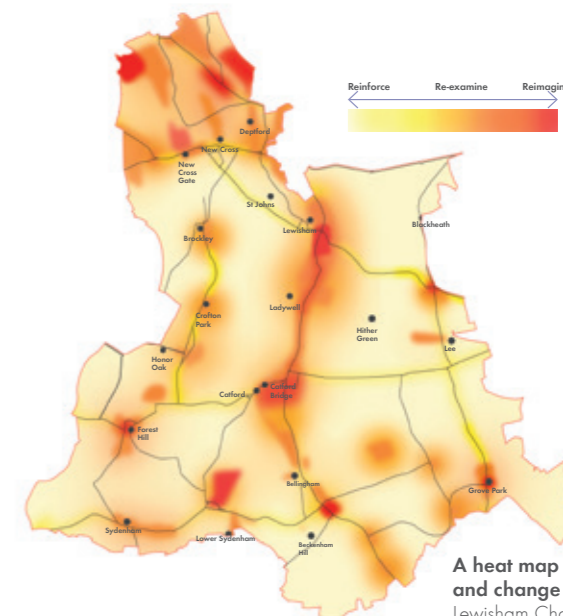 Reinforce Re-examine Reimagin
Deptford
New Cross
New
Cross
Gate
St Johns
Lewisham
Blackheath
Brockley
Ladywell
Crofton
Park
Hither
Green
Lee
Honor
Oak
Catford
Catford
Bridge
Forest
Hill
Bellingham
Grove Park
Sydenham
Lower Sydenham
Beckenham
Hill
A heat map
and change
Lewisham Cha